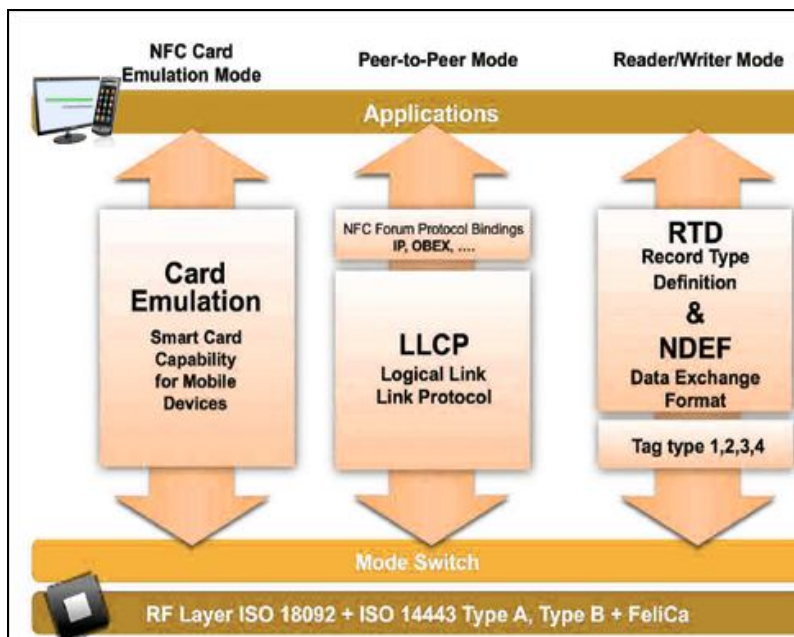 NFC Card
Emulation Mode
Peer-to-Peer Mode
Reader/Writer Mode
Applications
Card
Emulation
Smart Card
Capability
for Mobile
Devices
NFC Forum Protocol Bindings
IP, OBEX, ....
LLCP
Logical Link
Link Protocol
RTD
Record Type
Definition
&
NDEF
Data Exchange
Format
Tag type 1,2,3,4
Mode Switch
RF Layer ISO 18092 + ISO 14443 Type A, Type B + FeliCa